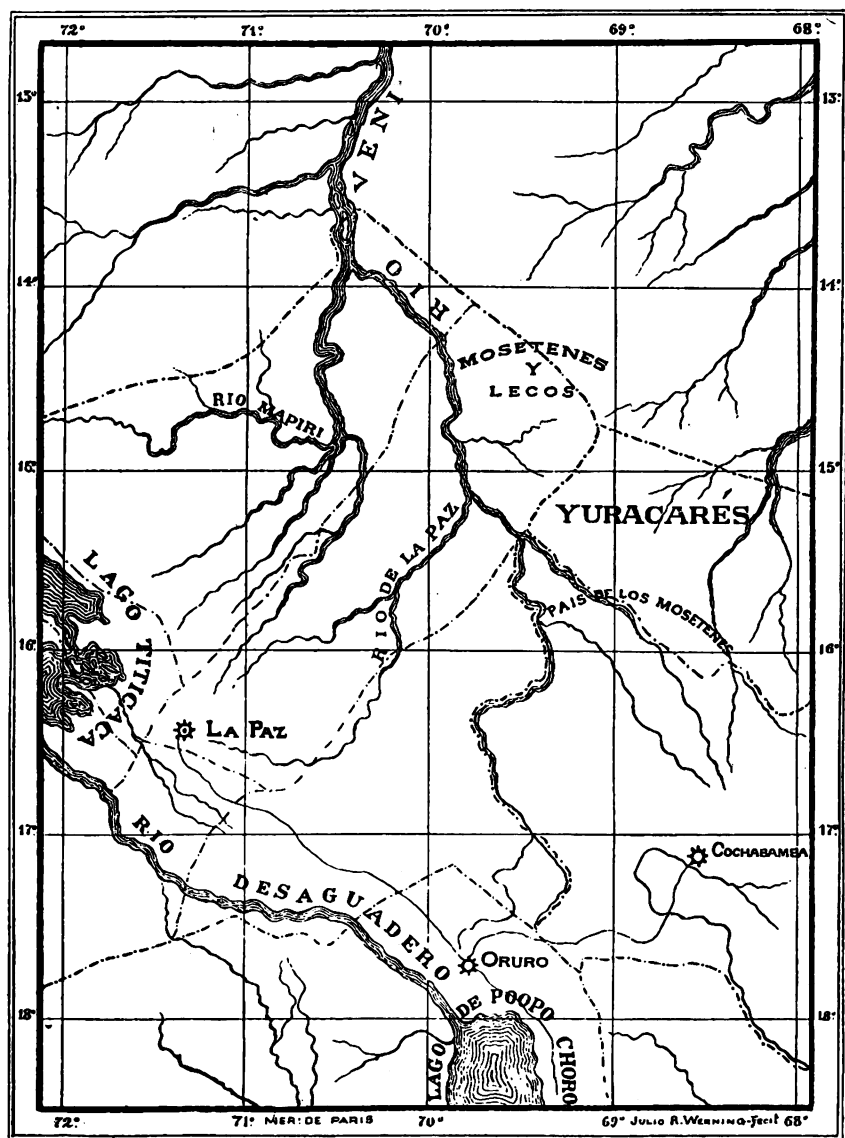 72° 71° 70° 69° 68°
13° 13°
RIO VENI
14° 14°
MOSETENES
Y
LECOS
RIO MAPIRI
15° 15°
YURACARÉS
RIO DE LA PAZ
PAIS DE LOS MOSETENES
LAGO TITICACA
16° 16°
LA PAZ
17° 17°
RIO DESAGUADERO
COCHABAMBA
ORURO
18° 18°
LAGO DE POOPO
CHORO
72° 71° MER: DE PARIS 70° 69° JULIO R. WERNING-fecit 68°